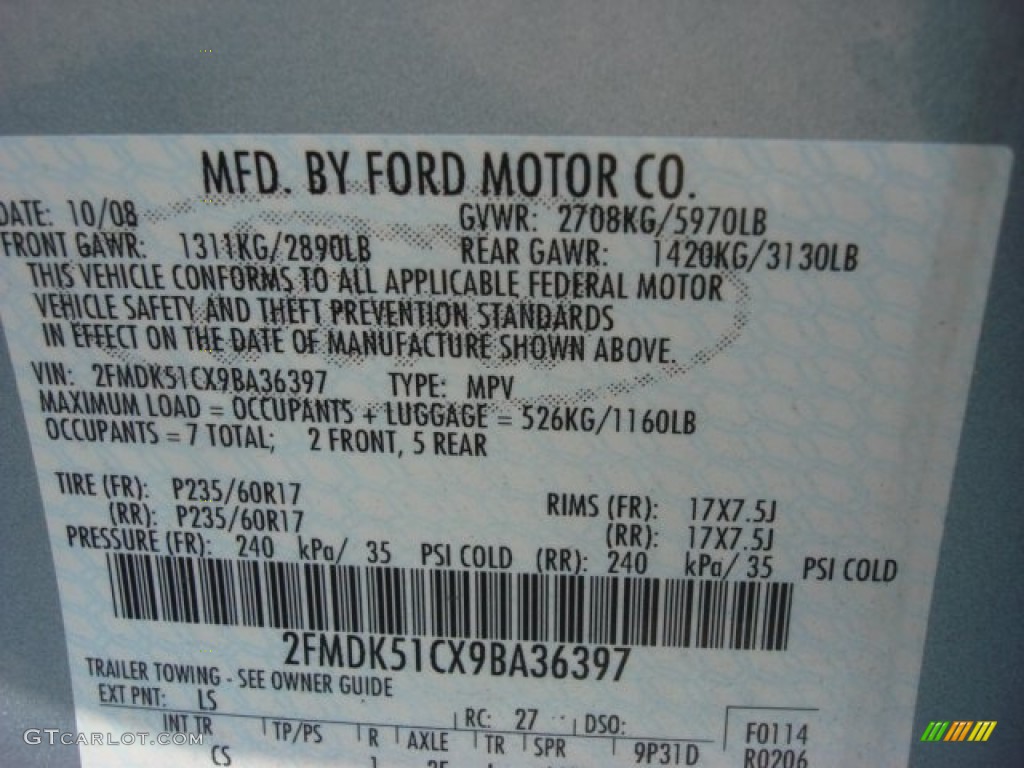 MFD. BY FORD MOTOR CO.
DATE: 10/08 GVWR: 2708KG/5970LB
FRONT GAWR: 1311KG/2890LB REAR GAWR: 1420KG/3130LB
THIS VEHICLE CONFORMS TO ALL APPLICABLE FEDERAL MOTOR
VEHICLE SAFETY AND THEFT PREVENTION STANDARDS
IN EFFECT ON THE DATE OF MANUFACTURE SHOWN ABOVE.
VIN: 2FMDK51CX9BA36397 TYPE: MPV
MAXIMUM LOAD = OCCUPANTS + LUGGAGE = 526KG/1160LB
OCCUPANTS = 7 TOTAL; 2 FRONT, 5 REAR
TIRE (FR): P235/60R17 RIMS (FR): 17X7.5J
(RR): P235/60R17 (RR): 17X7.5J
PRESSURE (FR): 240 kPa/ 35 PSI COLD (RR): 240 kPa/ 35 PSI COLD
2FMDK51CX9BA36397
TRAILER TOWING - SEE OWNER GUIDE
EXT PNT: LS RC: 27 DSO:
INT TR TP/PS R AXLE TR SPR 9P31D F0114
CS R0206
GTCarlot.com